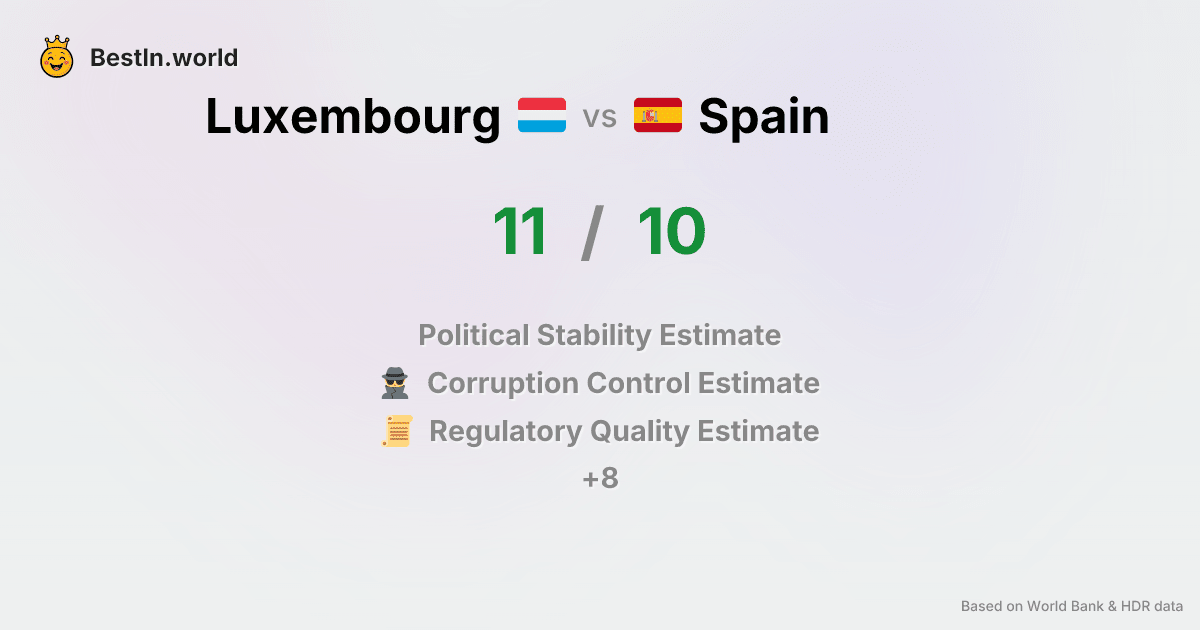 BestIn.world
Luxembourg vs Spain
11 / 10
Political Stability Estimate
Corruption Control Estimate
Regulatory Quality Estimate
+8
Based on World Bank & HDR data